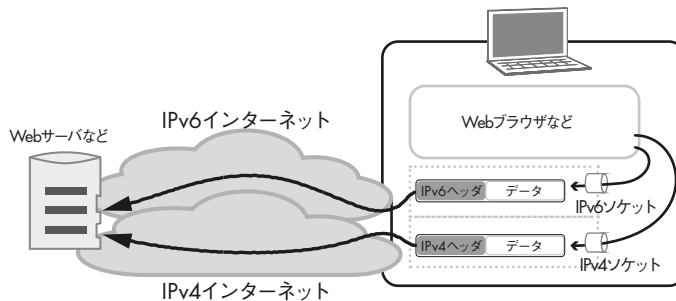 IPv6インターネット
Webサーバなど
Webブラウザなど
IPv6ヘッダ データ
IPv6ソケット
IPv4ヘッダ データ
IPv4ソケット
IPv4インターネット